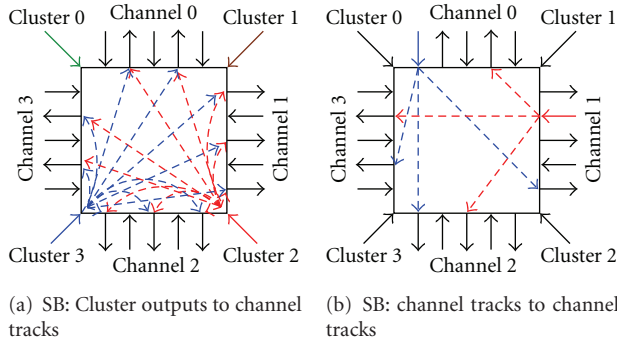 Cluster 0
Channel 0
Cluster 1
Channel 3
Channel 1
Cluster 3
Channel 2
Cluster 2
(a) SB: Cluster outputs to channel
tracks
Cluster 0
Channel 0
Cluster 1
Channel 3
Channel 1
Cluster 3
Channel 2
Cluster 2
(b) SB: channel tracks to channel
tracks